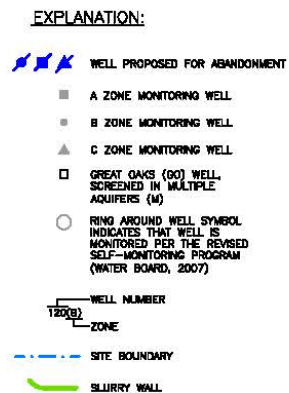 EXPLANATION:
WELL PROPOSED FOR ABANDONMENT
A ZONE MONITORING WELL
B ZONE MONITORING WELL
C ZONE MONITORING WELL
GREAT OAKS (GO) WELL,
SCREENED IN MULTIPLE
AQUIFERS (M)
RING AROUND WELL SYMBOL
INDICATES THAT WELL IS
MONITORED PER THE REVISED
SELF-MONITORING PROGRAM
(WATER BOARD, 2007)
WELL NUMBER
120(B)
ZONE
SITE BOUNDARY
SLURRY WALL